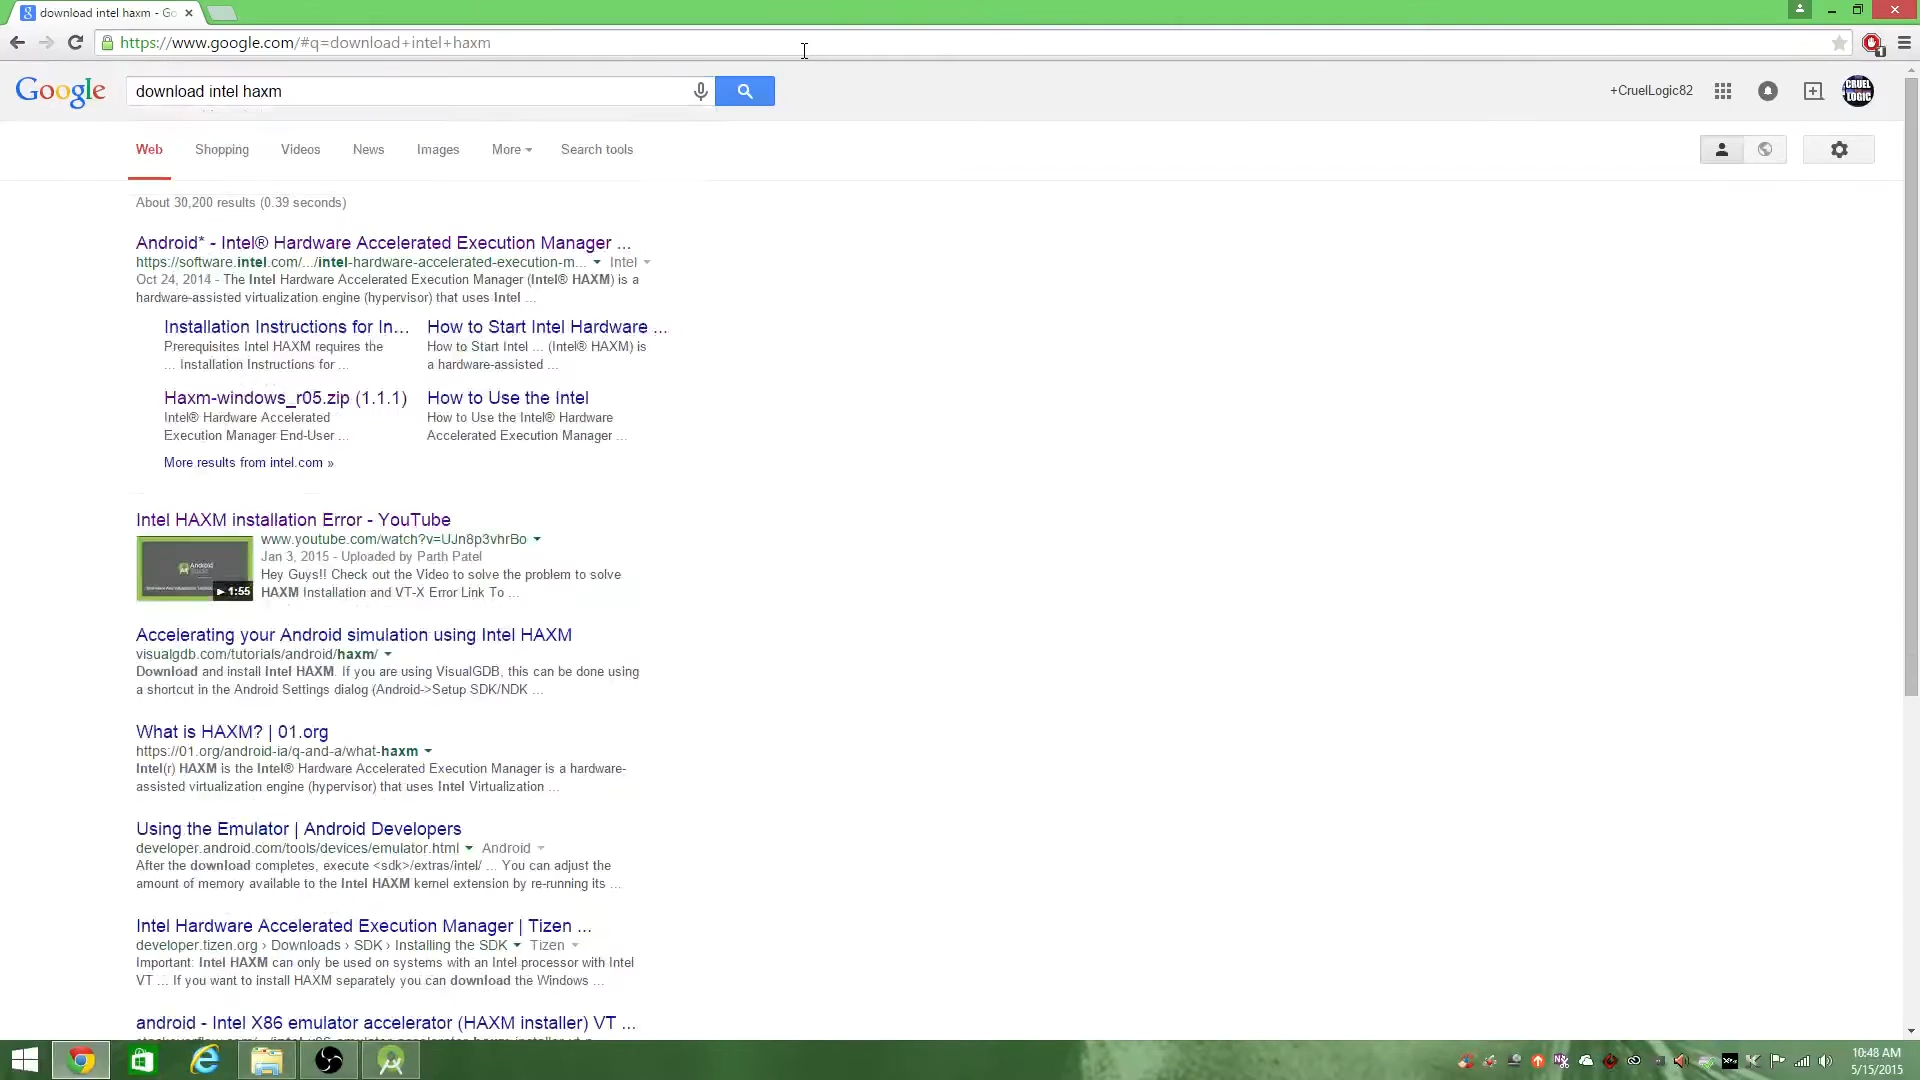 download intel haxm - Go
https://www.google.com/#q=download+intel+haxm
Google
download intel haxm
+CruelLogic82
CRUEL
LOGIC
Web
Shopping
Videos
News
Images
More
Search tools
About 30,200 results (0.39 seconds)
Android* - Intel® Hardware Accelerated Execution Manager ...
https://software.intel.com/.../intel-hardware-accelerated-execution-m... Intel
Oct 24, 2014 - The Intel Hardware Accelerated Execution Manager (Intel® HAXM) is a
hardware-assisted virtualization engine (hypervisor) that uses Intel ...
Installation Instructions for In...
Prerequisites Intel HAXM requires the
... Installation Instructions for ...
How to Start Intel Hardware ...
How to Start Intel ... (Intel® HAXM) is
a hardware-assisted ...
Haxm-windows_r05.zip (1.1.1)
Intel® Hardware Accelerated
Execution Manager End-User ...
How to Use the Intel
How to Use the Intel® Hardware
Accelerated Execution Manager ...
More results from intel.com »
Intel HAXM installation Error - YouTube
www.youtube.com/watch?v=UJn8p3vhrBo
Jan 3, 2015 - Uploaded by Parth Patel
Hey Guys!! Check out the Video to solve the problem to solve
HAXM Installation and VT-X Error Link To ...
Android
1:55
Accelerating your Android simulation using Intel HAXM
visualgdb.com/tutorials/android/haxm/
Download and install Intel HAXM. If you are using VisualGDB, this can be done using
a shortcut in the Android Settings dialog (Android->Setup SDK/NDK ...
What is HAXM? | 01.org
https://01.org/android-ia/q-and-a/what-haxm
Intel(r) HAXM is the Intel® Hardware Accelerated Execution Manager is a hardware-
assisted virtualization engine (hypervisor) that uses Intel Virtualization ...
Using the Emulator | Android Developers
developer.android.com/tools/devices/emulator.html Android
After the download completes, execute <sdk>/extras/intel/ ... You can adjust the
amount of memory available to the Intel HAXM kernel extension by re-running its ...
Intel Hardware Accelerated Execution Manager | Tizen ...
developer.tizen.org › Downloads › SDK › Installing the SDK Tizen
Important: Intel HAXM can only be used on systems with an Intel processor with Intel
VT ... If you want to install HAXM separately you can download the Windows ...
android - Intel X86 emulator accelerator (HAXM installer) VT ...
10:48 AM
5/15/2015